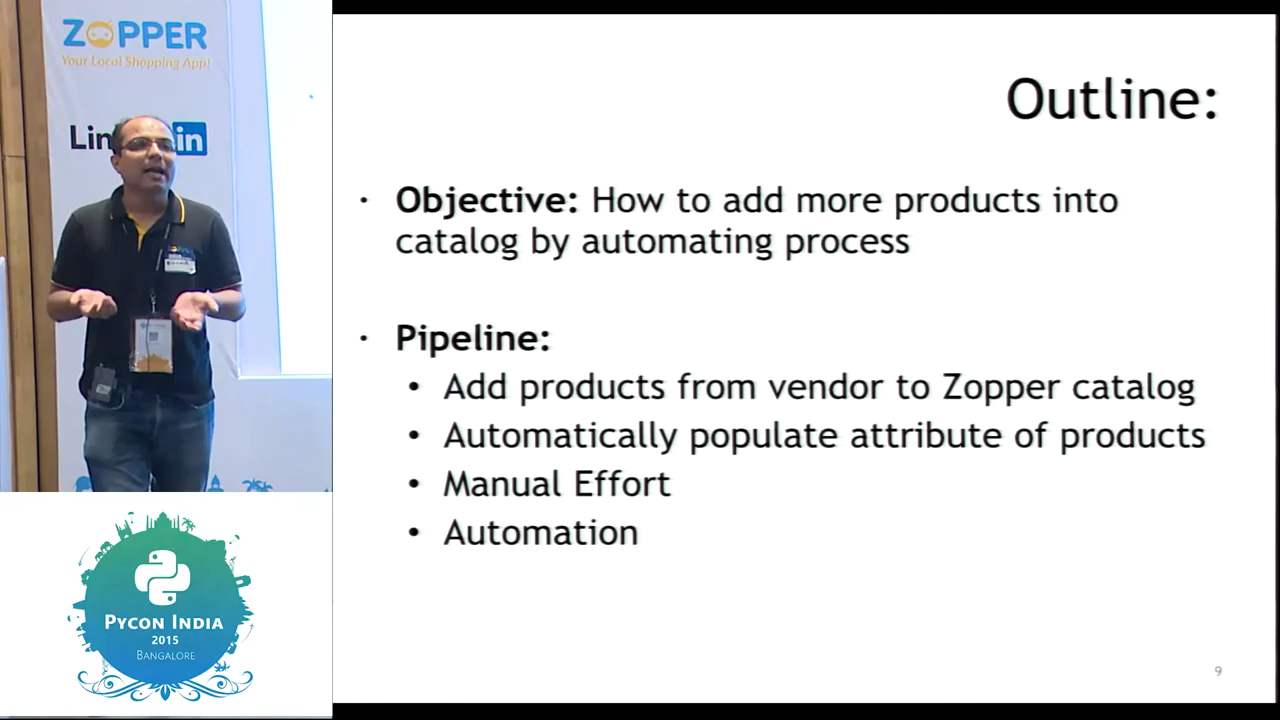 ZOPPER
Your Local Shopping App!
Lin in
ZOPPER
PYCON INDIA
2015
BANGALORE
Outline:
· Objective: How to add more products into
catalog by automating process
· Pipeline:
• Add products from vendor to Zopper catalog
• Automatically populate attribute of products
• Manual Effort
• Automation
9